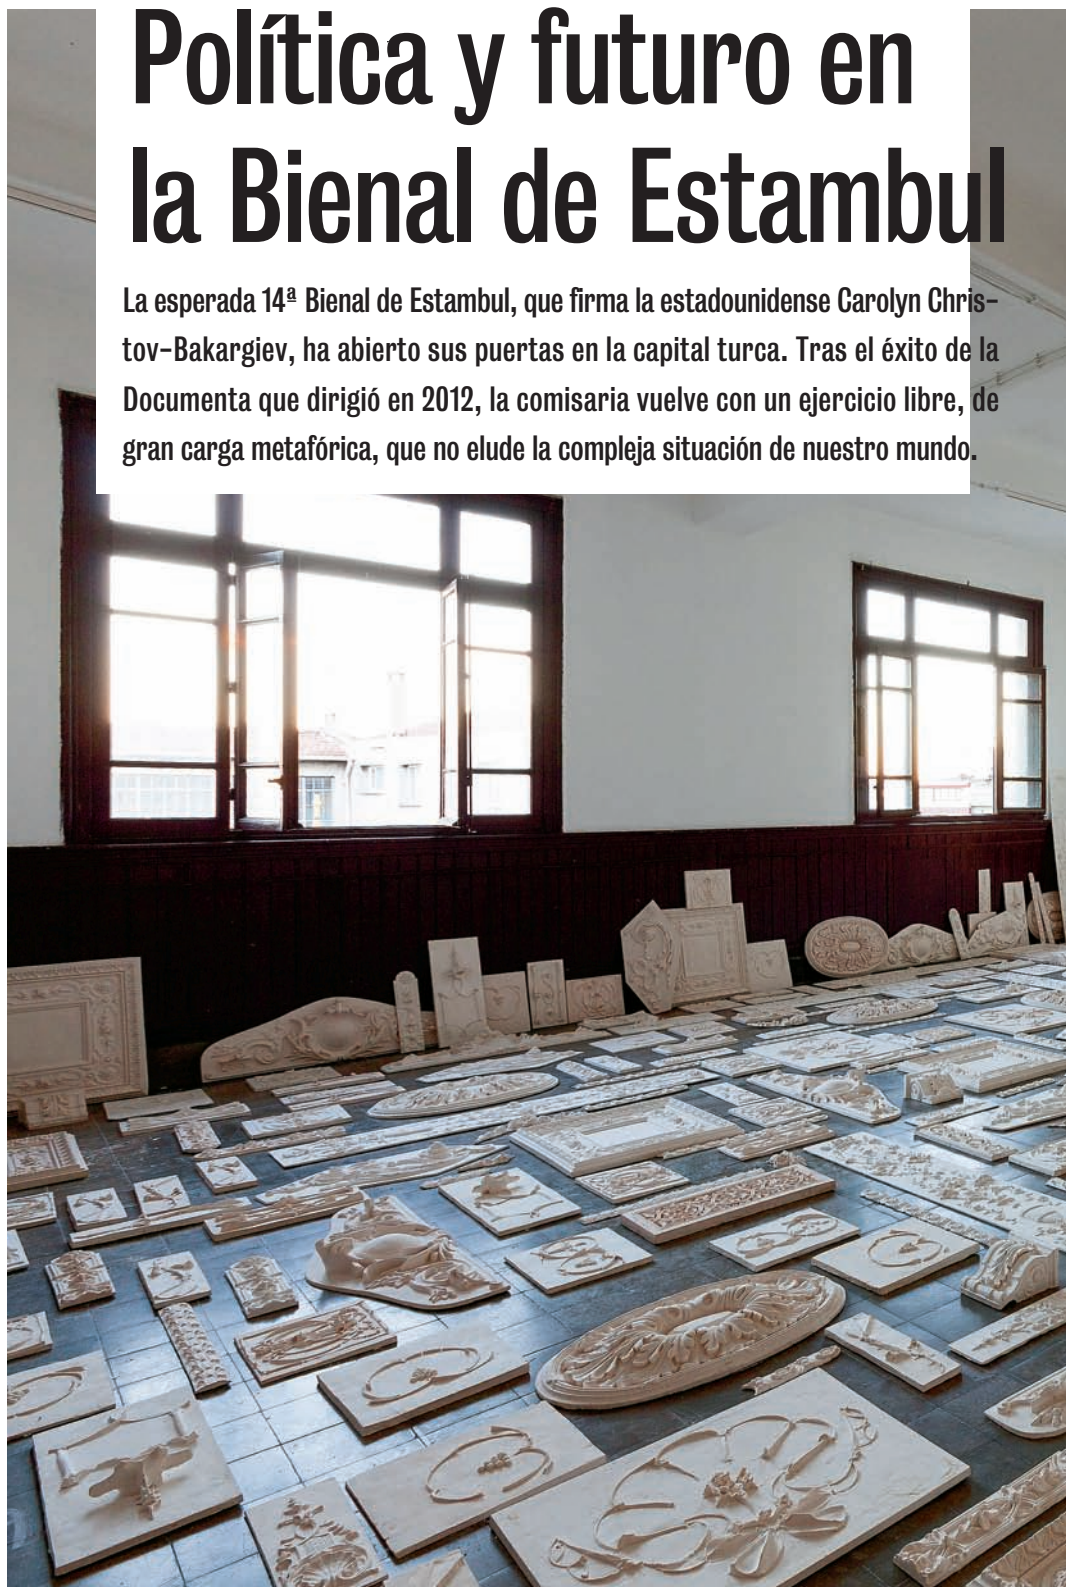 Política y futuro en
la Bienal de Estambul
La esperada 14ª Bienal de Estambul, que firma la estadounidense Carolyn Chris-
tov-Bakargiev, ha abierto sus puertas en la capital turca. Tras el éxito de la
Documenta que dirigió en 2012, la comisaria vuelve con un ejercicio libre, de
gran carga metafórica, que no elude la compleja situación de nuestro mundo.